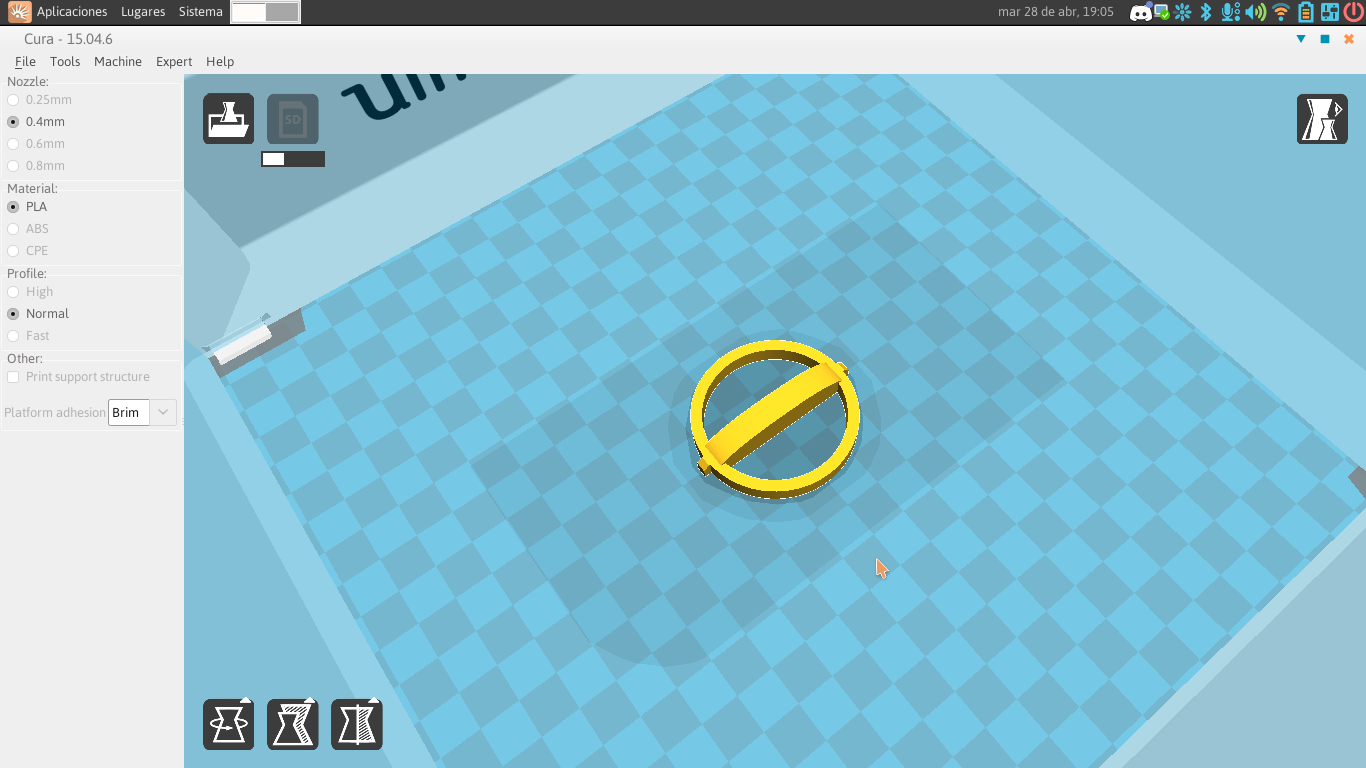 Aplicaciones Lugares Sistema mar 28 de abr, 19:05
Cura - 15.04.6
File Tools Machine Expert Help
Nozzle:
0.25mm
0.4mm
0.6mm
0.8mm
Material:
PLA
ABS
CPE
Profile:
High
Normal
Fast
Other:
Print support structure
Platform adhesion Brim
SD